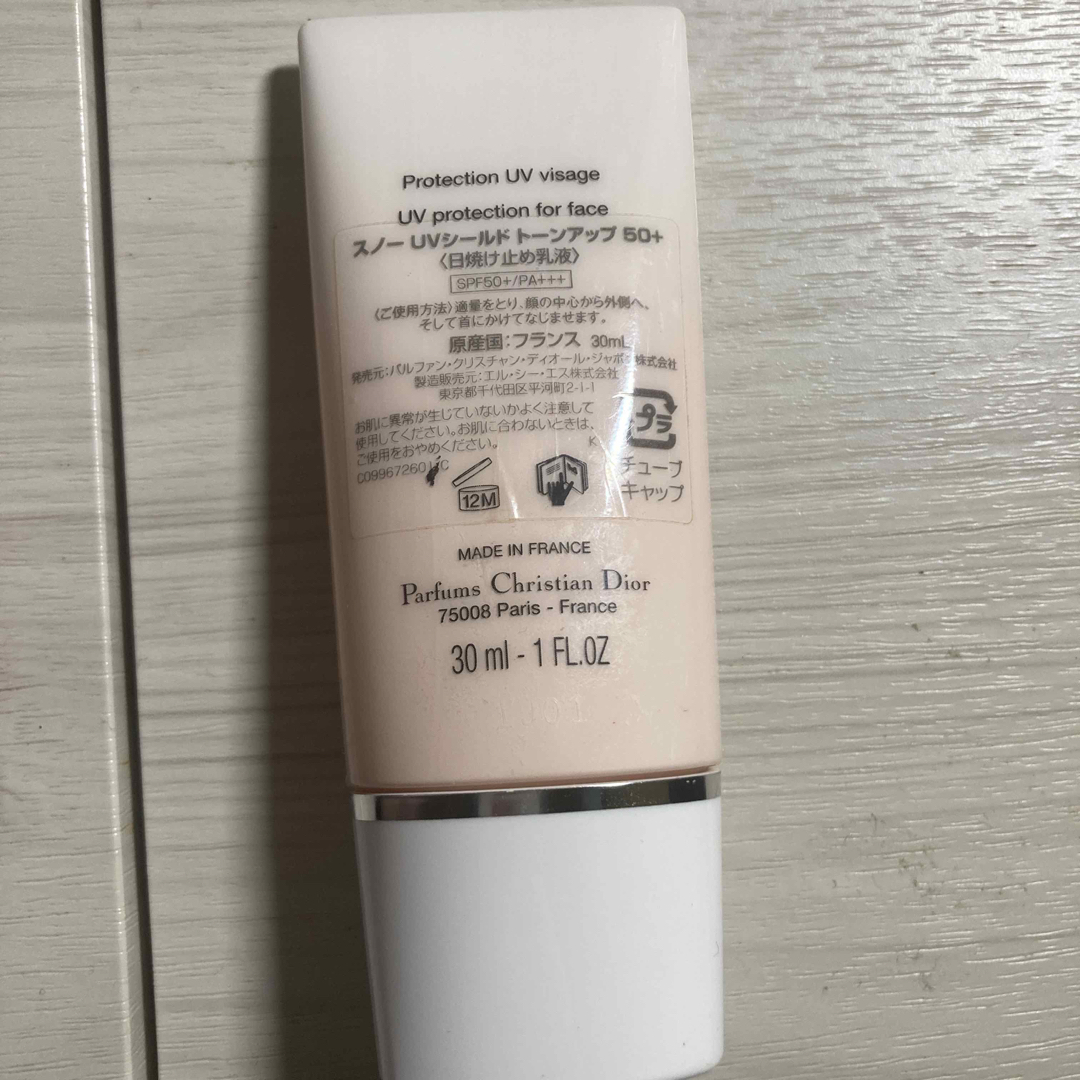 Protection UV visage
UV protection for face
スノー UVシールド トーンアップ 50+
〈日焼け止め乳液〉
SPF50+/PA+++
〈ご使用方法〉適量をとり、顔の中心から外側へ、
そして首にかけてなじませます。
原産国：フランス 30mL
発売元：パルファン・クリスチャン・ディオール・ジャポン株式会社
製造販売元：エル・シー・エス株式会社
東京都千代田区平河町2-1-1
お肌に異常が生じていないかよく注意して
使用してください。お肌に合わないときは、
ご使用をおやめください。
K
プラ
チューブ
キャップ
12M
MADE IN FRANCE
Parfums Christian Dior
75008 Paris - France
30 ml - 1 FL.OZ